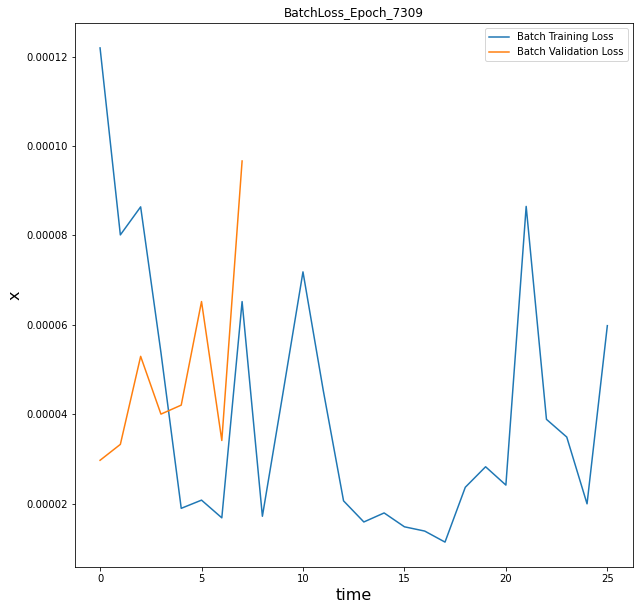 BatchLoss_Epoch_7309
Batch Training Loss
Batch Validation Loss
0.00012
0.00010
0.00008
0.00006
0.00004
0.00002
x
0 5 10 15 20 25
time